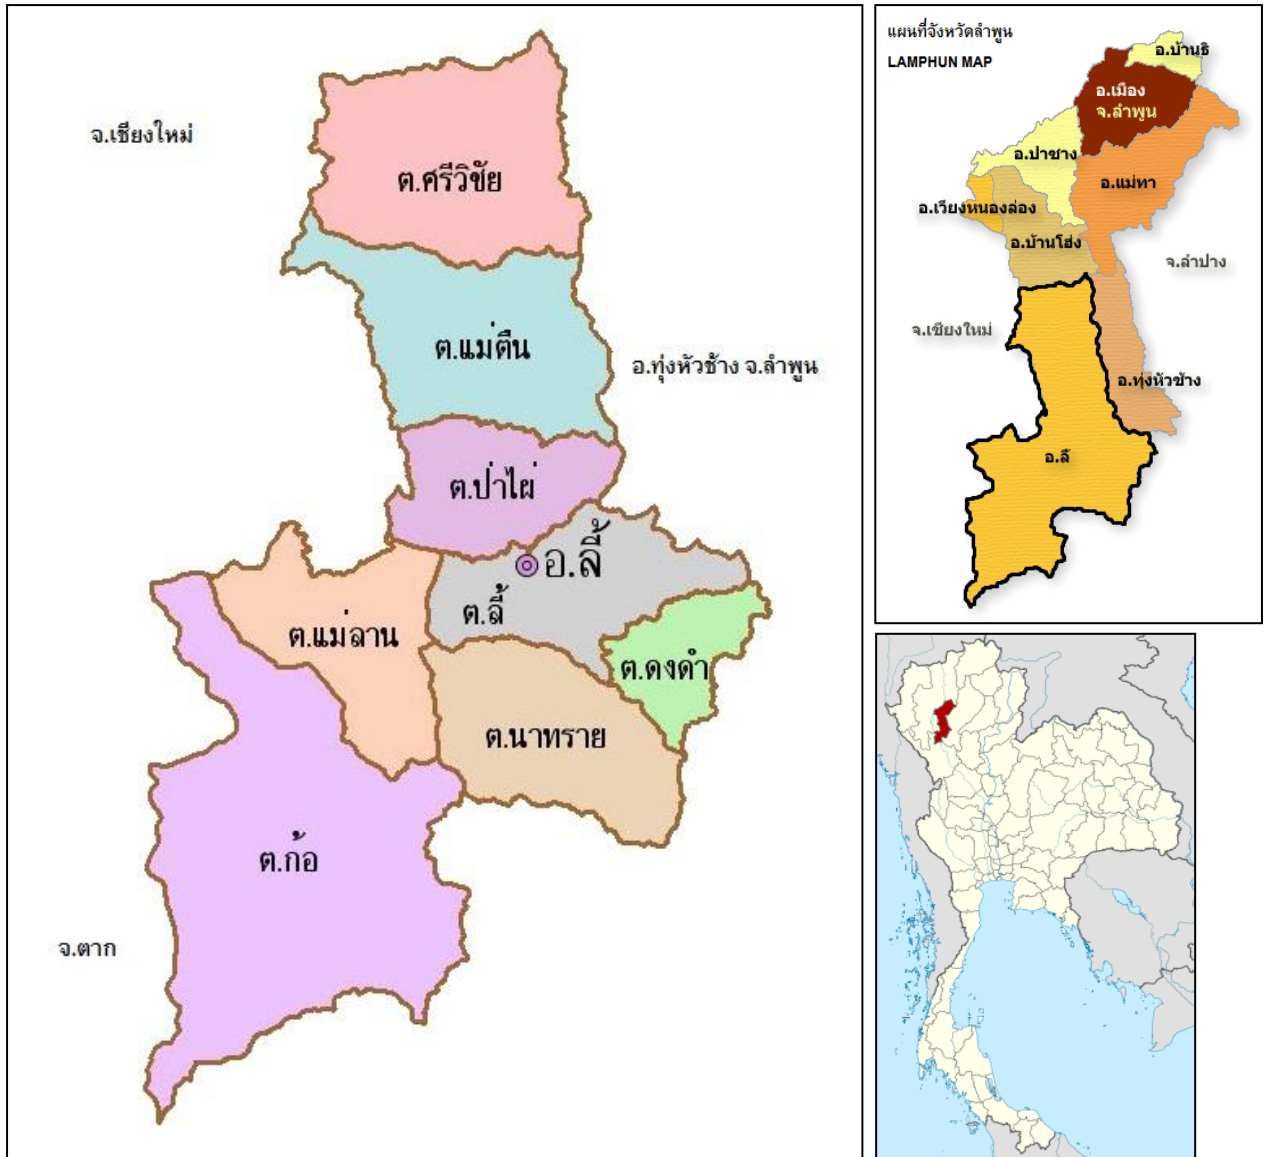 จ.เชียงใหม่
ต.ศรีวิชัย
ต.แม่ตืน
อ.ทุ่งหัวช้าง จ.ลำพูน
ต.ป่าไผ่
อ.ลี้
ต.ลี้
ต.แม่ลาน
ต.ดงดำ
ต.นาทราย
ต.ก้อ
จ.ตาก
แผนที่จังหวัดลำพูน
LAMPHUN MAP
อ.บ้านธิ
อ.เมือง
จ.ลำพูน
อ.ป่าซาง
อ.แม่ทา
อ.เวียงหนองล่อง
อ.บ้านโฮ่ง
จ.ลำปาง
จ.เชียงใหม่
อ.ทุ่งหัวช้าง
อ.ลี้